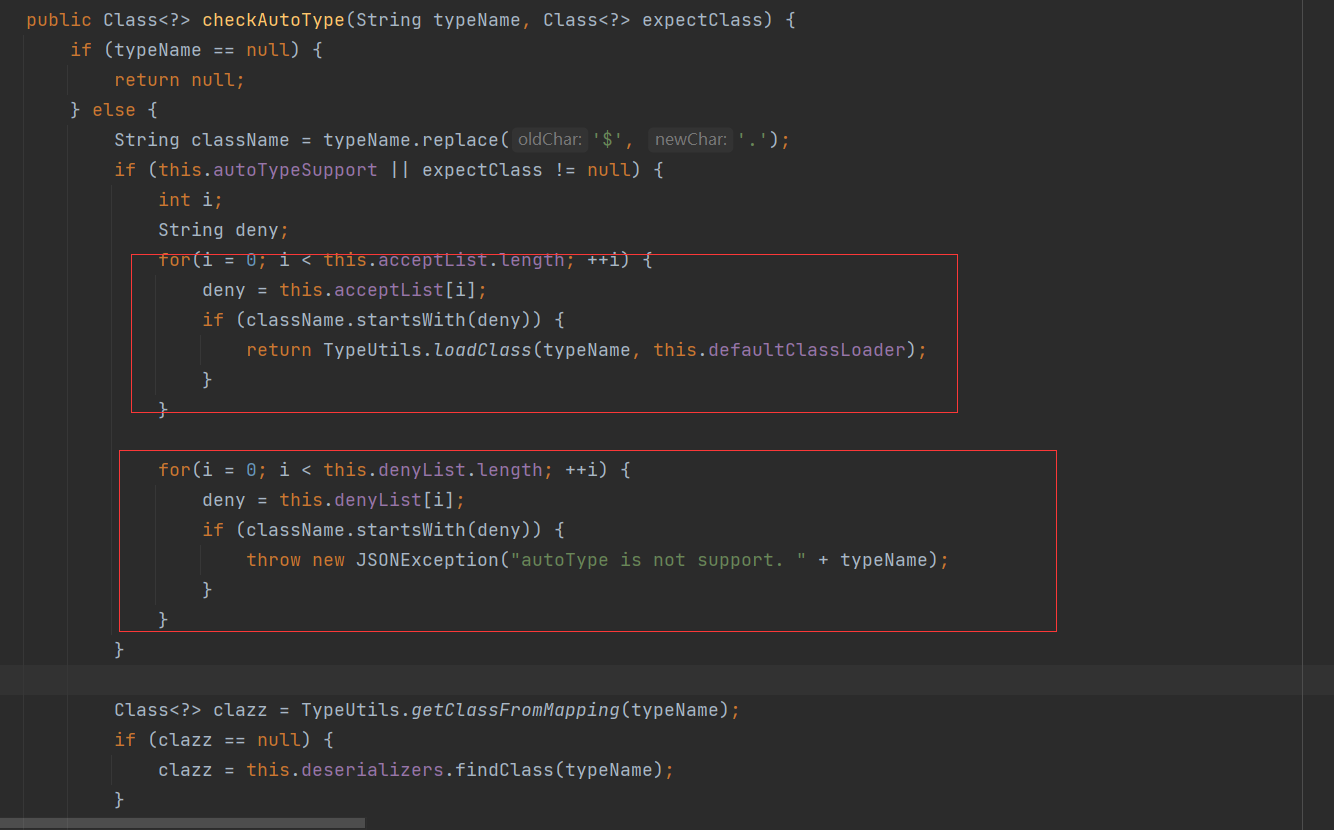 public Class<?> checkAutoType(String typeName, Class<?> expectClass) {
if (typeName == null) {
return null;
} else {
String className = typeName.replace( oldChar: '$', newChar: '.');
if (this.autoTypeSupport || expectClass != null) {
int i;
String deny;
for(i = 0; i < this.acceptList.length; ++i) {
deny = this.acceptList[i];
if (className.startsWith(deny)) {
return TypeUtils.loadClass(typeName, this.defaultClassLoader);
}
}
for(i = 0; i < this.denyList.length; ++i) {
deny = this.denyList[i];
if (className.startsWith(deny)) {
throw new JSONException("autoType is not support. " + typeName);
}
}
}
Class<?> clazz = TypeUtils.getClassFromMapping(typeName);
if (clazz == null) {
clazz = this.deserializers.findClass(typeName);
}